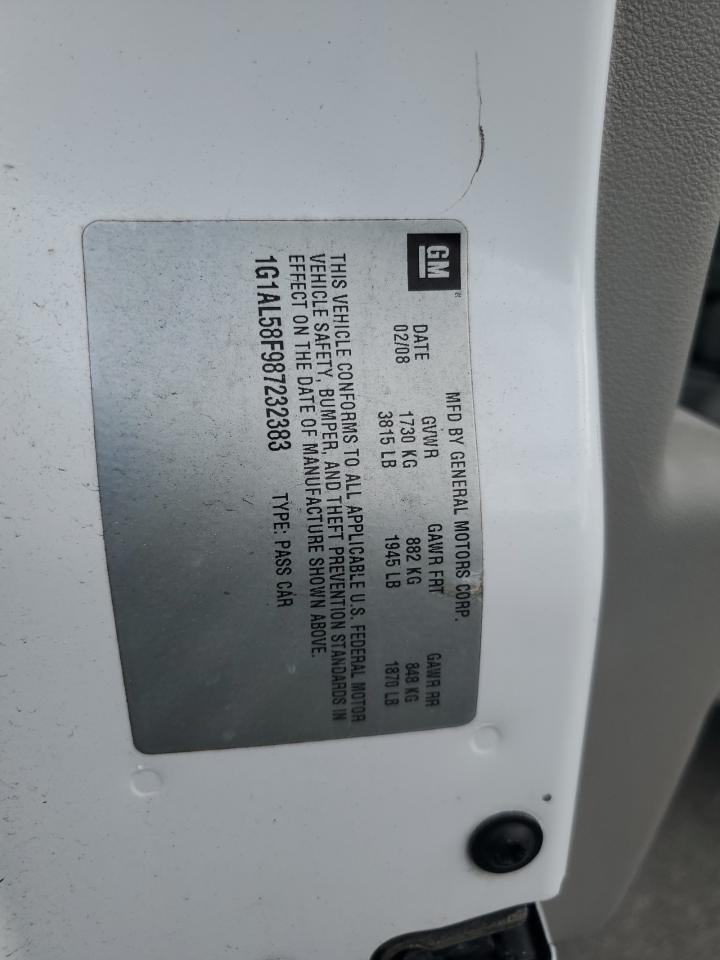 GM
MFD BY GENERAL MOTORS CORP.
DATE GVWR GAWR FRT GAWR RR
02/08 1730 KG 882 KG 848 KG
3815 LB 1945 LB 1870 LB
THIS VEHICLE CONFORMS TO ALL APPLICABLE U.S. FEDERAL MOTOR
VEHICLE SAFETY, BUMPER, AND THEFT PREVENTION STANDARDS IN
EFFECT ON THE DATE OF MANUFACTURE SHOWN ABOVE.
1G1AL58F987232383 TYPE: PASS CAR